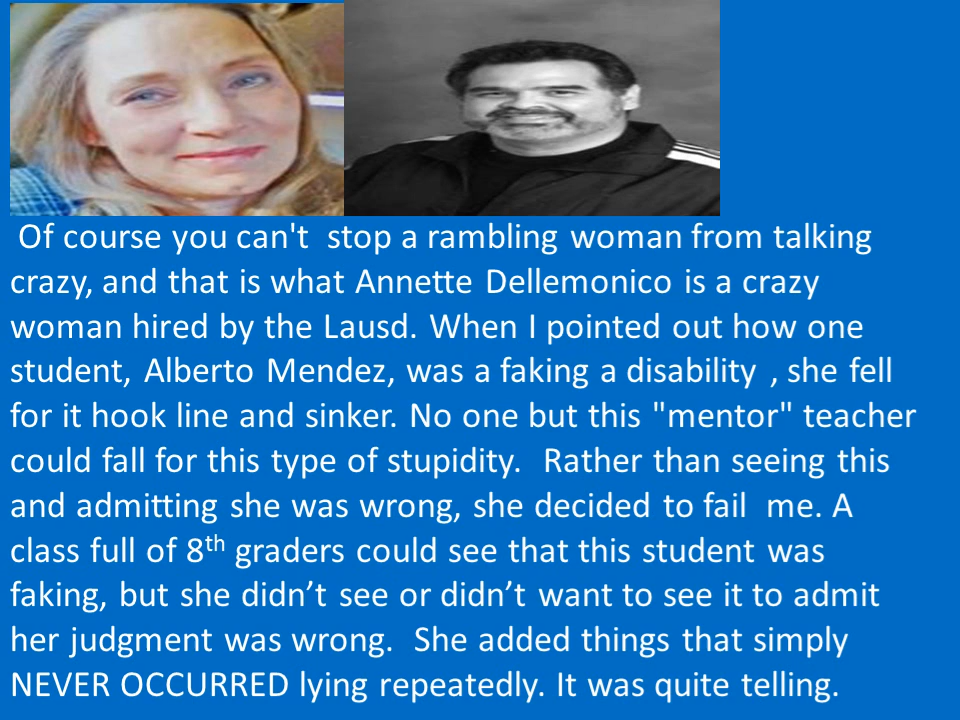 Of course you can't  stop a rambling woman from talking
crazy, and that is what Annette Dellemonico is a crazy
woman hired by the Lausd. When I pointed out how one
student, Alberto Mendez, was a faking a disability , she fell
for it hook line and sinker. No one but this "mentor" teacher
could fall for this type of stupidity.  Rather than seeing this
and admitting she was wrong, she decided to fail  me. A
class full of 8th graders could see that this student was
faking, but she didn’t see or didn’t want to see it to admit
her judgment was wrong.  She added things that simply
NEVER OCCURRED lying repeatedly. It was quite telling.